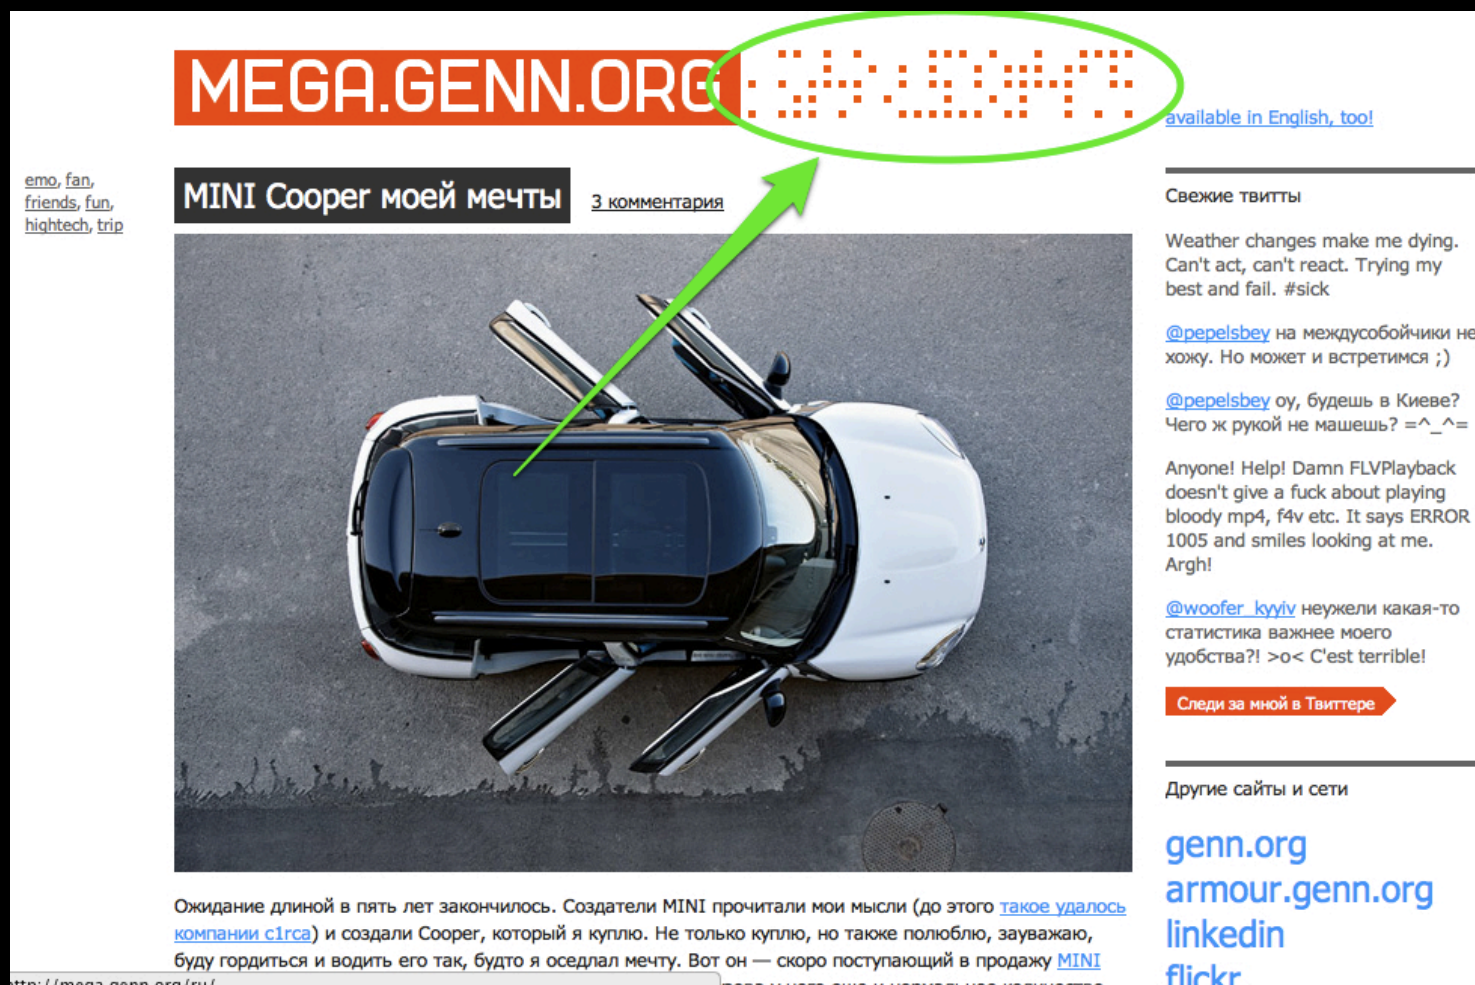 MEGA.GENN.ORG
available in English, too!
emo, fan,
friends, fun,
hightech, trip
MINI Cooper моей мечты
3 комментария
Ожидание длиной в пять лет закончилось. Создатели MINI прочитали мои мысли (до этого такое удалось
компании c1rca) и создали Cooper, который я куплю. Не только куплю, но также полюблю, зауважаю,
буду гордиться и водить его так, будто я оседлал мечту. Вот он — скоро поступающий в продажу MINI
Свежие твитты
Weather changes make me dying.
Can't act, can't react. Trying my
best and fail. #sick
@pepelsbey на междусобойчики не
хожу. Но может и встретимся ;)
@pepelsbey оу, будешь в Киеве?
Чего ж рукой не машешь? =^_^=
Anyone! Help! Damn FLVPlayback
doesn't give a fuck about playing
bloody mp4, f4v etc. It says ERROR
1005 and smiles looking at me.
Argh!
@woofer_kyyiv неужели какая-то
статистика важнее моего
удобства?! >o< C'est terrible!
Следи за мной в Твиттере
Другие сайты и сети
genn.org
armour.genn.org
linkedin
flickr